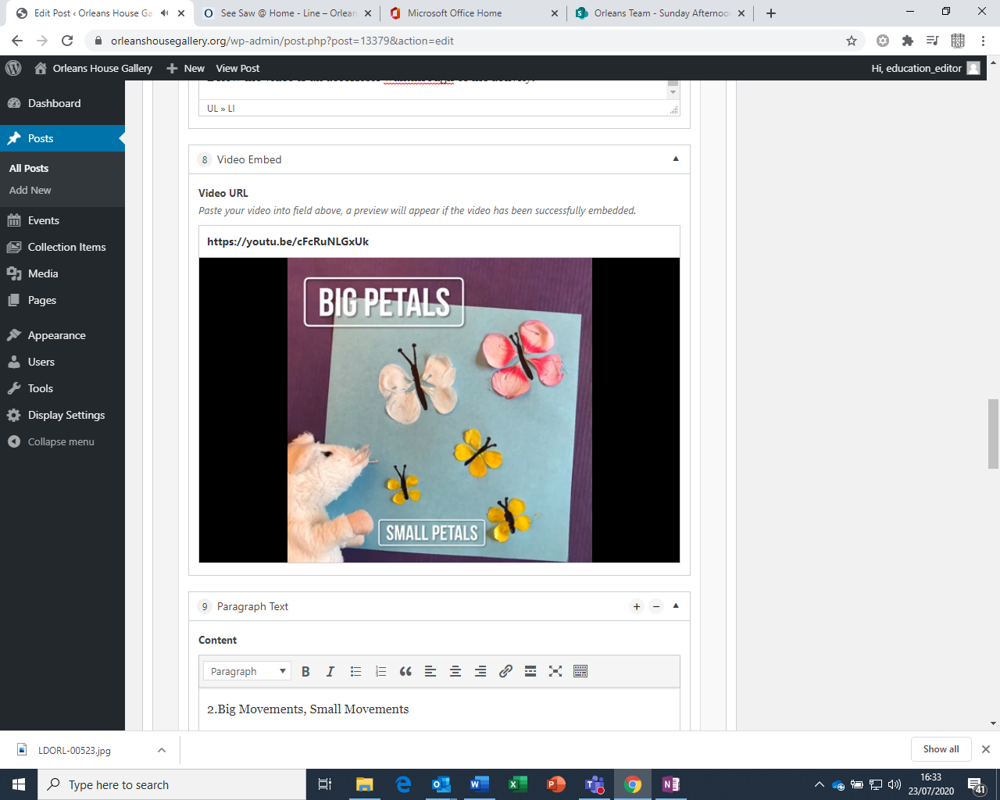 Edit Post ‹ Orleans House Ga
See Saw @ Home - Line – Orlean
Microsoft Office Home
Orleans Team - Sunday Afternoo
orleanshousegallery.org/wp-admin/post.php?post=13379&action=edit
Orleans House Gallery
New
View Post
Hi, education_editor
Dashboard
Posts
All Posts
Add New
Events
Collection Items
Media
Pages
Appearance
Users
Tools
Display Settings
Collapse menu
UL » LI
8 Video Embed
Video URL
Paste your video into field above, a preview will appear if the video has been successfully embedded.
https://youtu.be/cFcRuNLGxUk
BIG PETALS
SMALL PETALS
9 Paragraph Text
Content
Paragraph
2.Big Movements, Small Movements
LDORL-00523.jpg
Show all
Type here to search
16:33
23/07/2020
41